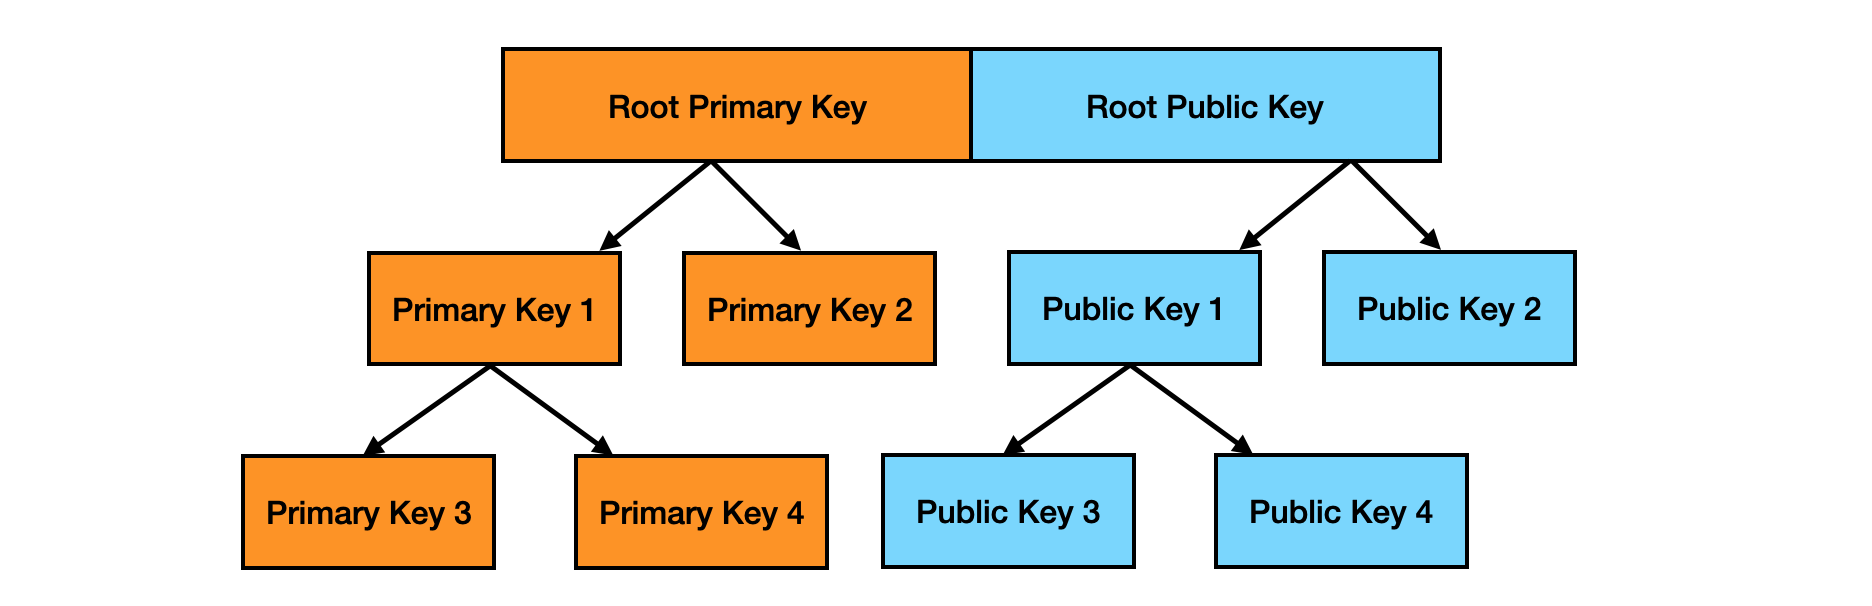 Root Primary Key
Root Public Key
Primary Key 1
Primary Key 2
Public Key 1
Public Key 2
Primary Key 3
Primary Key 4
Public Key 3
Public Key 4